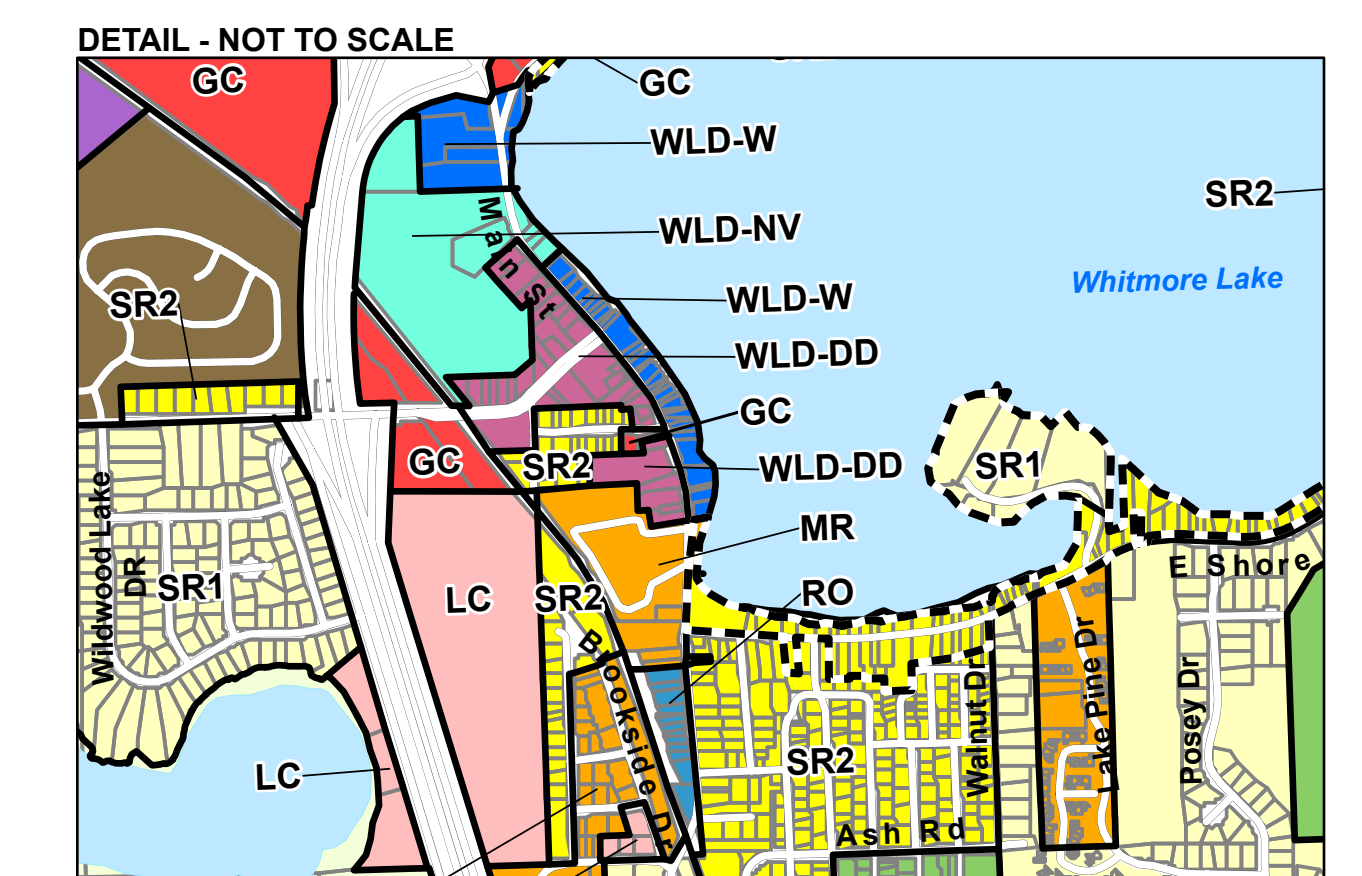 DETAIL - NOT TO SCALE
GC
GC
WLD-W
SR2
Main St
WLD-NV
Whitmore Lake
SR2
WLD-W
WLD-DD
GC
GC
SR2
WLD-DD
SR1
MR
Wildwood Lake
DR
SR1
E Shore
LC
SR2
RO
Brookside Dr
Lake Pine Dr
Posey Dr
Walnut Dr
LC
SR2
Ash Rd